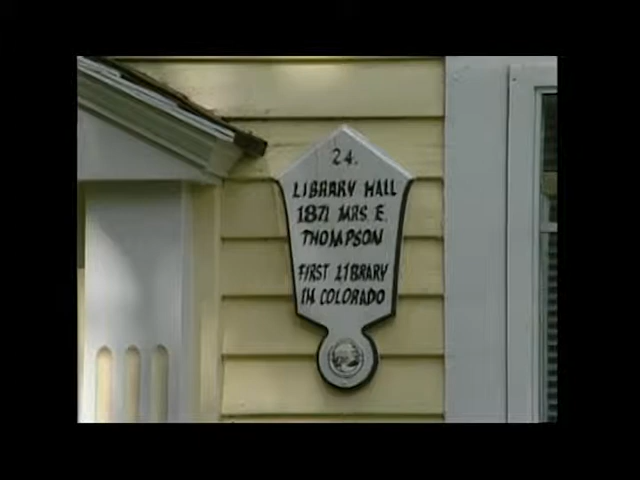 24.
LIBRARY HALL
1871 MRS. E.
THOMPSON
FIRST LIBRARY
IN COLORADO